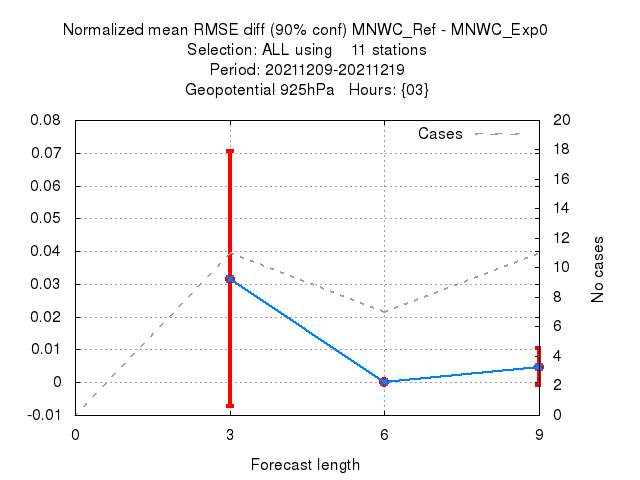 Normalized mean RMSE diff (90% conf) MNWC_Ref - MNWC_Exp0
Selection: ALL using    11 stations
Period: 20211209-20211219
Geopotential 925hPa   Hours: {03}
Cases
0.08
0.07
0.06
0.05
0.04
0.03
0.02
0.01
0
-0.01
20
18
16
14
12
10
8
6
4
2
0
No cases
0 3 6 9
Forecast length